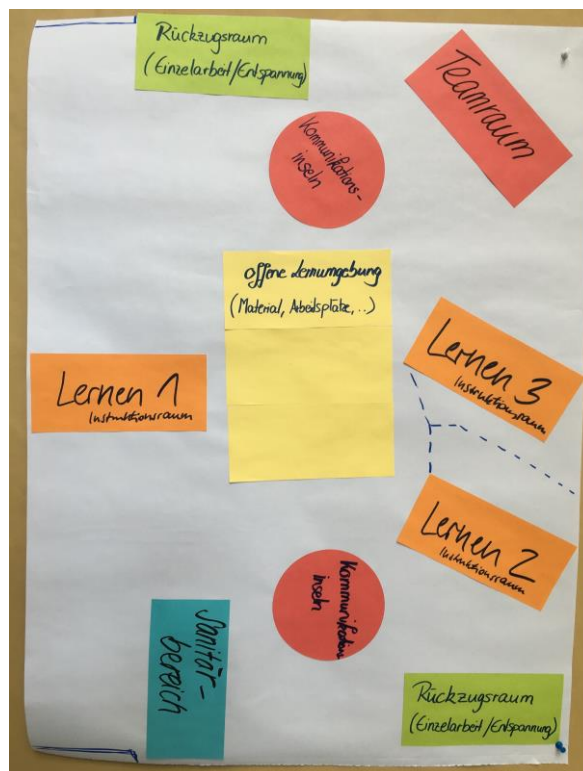 Rückzugsraum
(Einzelarbeit/Entspannung)
Teamraum
Kommunikations-
inseln
offene Lernumgebung
(Material, Arbeitsplätze, ..)
Lernen 1
Instruktionsraum
Lernen 3
Instruktionsraum
Lernen 2
Instruktionsraum
Kommunikations
inseln
Sanitär-
bereich
Rückzugsraum
(Einzelarbeit/Entspannung)